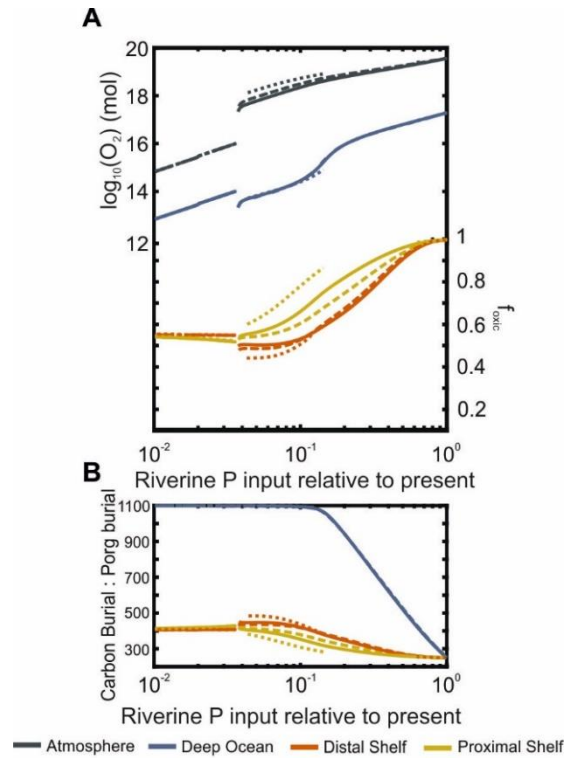 A
log10(O2) (mol)
20
18
16
14
12
1
0.8
0.6
0.4
0.2
foxic
10-2
10-1
100
Riverine P input relative to present
B
Carbon Burial : Porg burial
1100
900
700
500
300
10-2
10-1
100
Riverine P input relative to present
Atmosphere Deep Ocean Distal Shelf Proximal Shelf